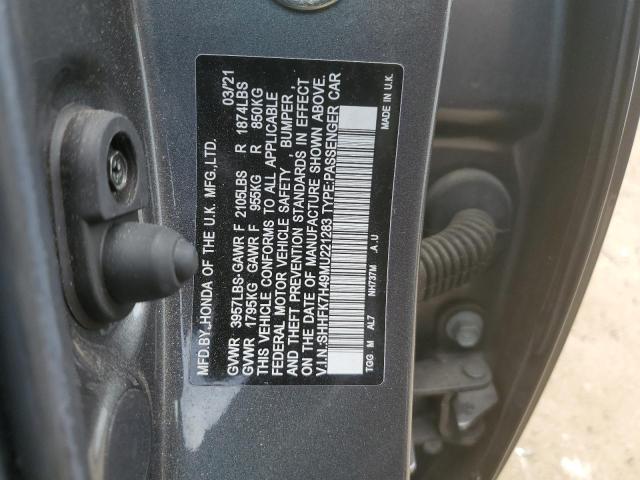 MFD.BY.HONDA OF THE U.K. MFG.,LTD. 03/21
GVWR 3957LBS·GAWR F 2105LBS R 1874LBS
GVWR 1795KG GAWR F 955KG R 850KG
THIS VEHICLE CONFORMS TO ALL APPLICABLE
FEDERAL MOTOR VEHICLE SAFETY , BUMPER ,
AND THEFT PREVENTION STANDARDS IN EFFECT
ON THE DATE OF MANUFACTURE SHOWN ABOVE.
V.I.N.:SHHFK7H49MU221283 TYPE:PASSENGER CAR
TGG M AL7 NH737M .A.U MADE IN U.K.